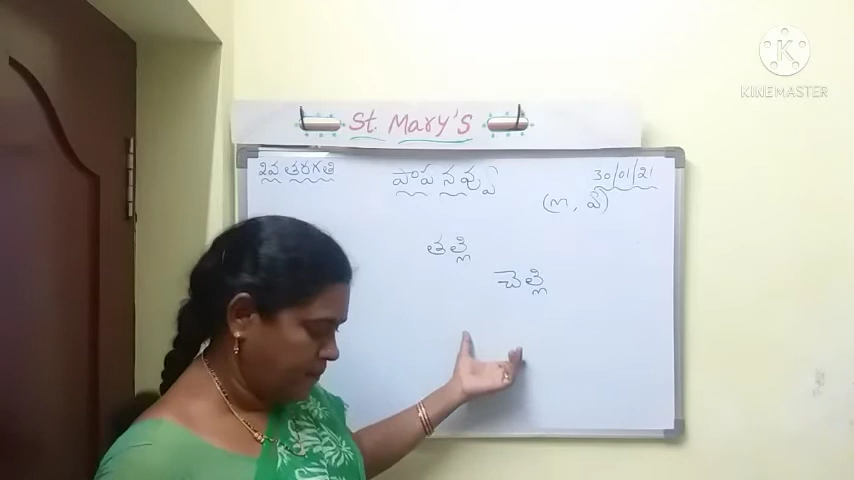 St. Mary's
2వ తరగతి పాప నవ్వు 30/01/21
తల్లి
చెల్లి
KINEMASTER